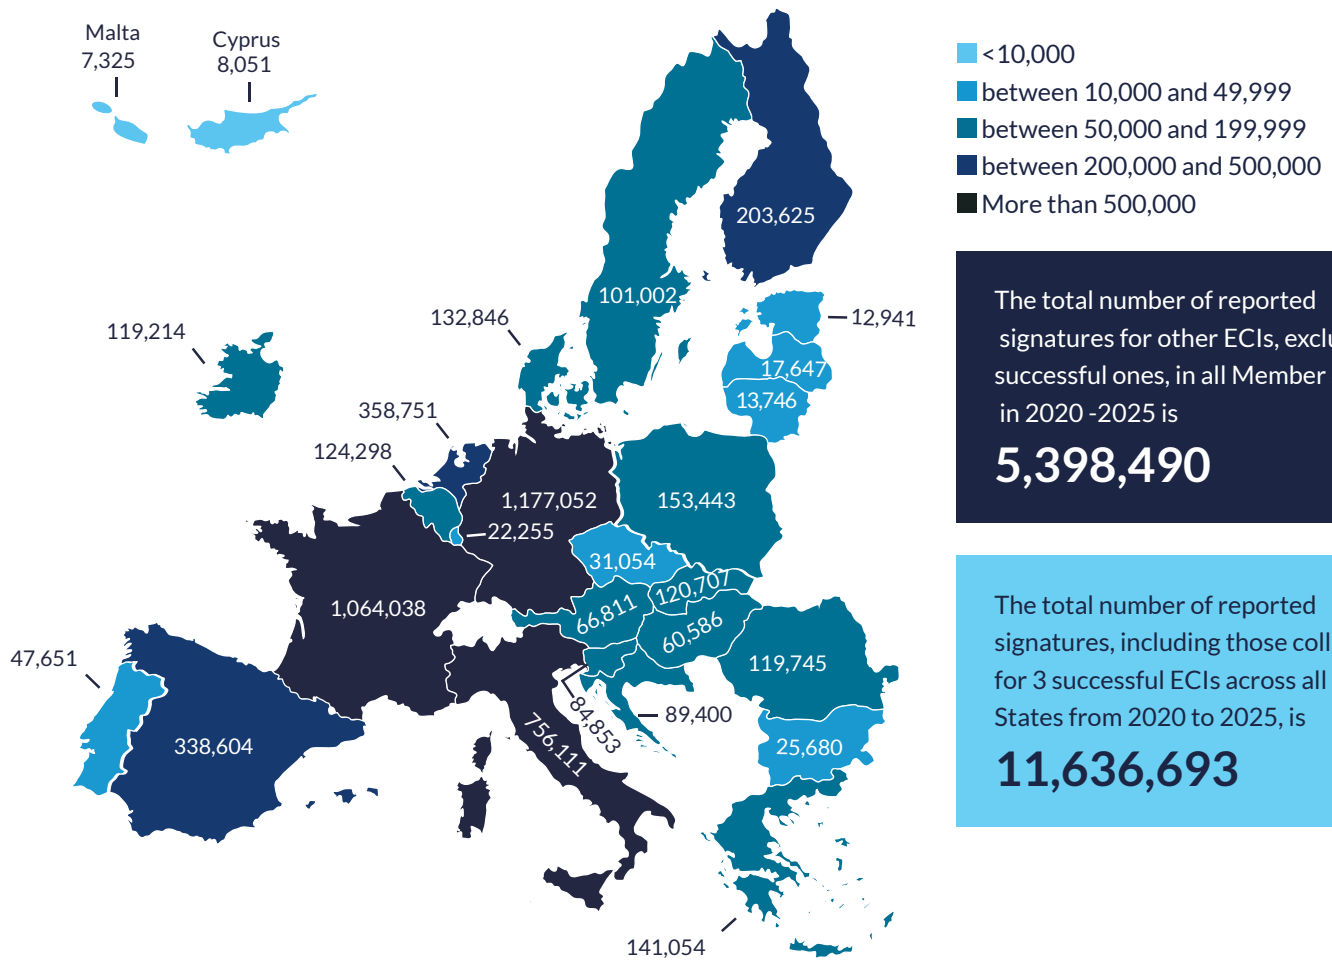 Malta
7,325
Cyprus
8,051
<10,000
between 10,000 and 49,999
between 50,000 and 199,999
between 200,000 and 500,000
More than 500,000
203,625
101,002
132,846
12,941
119,214
17,647
13,746
358,751
124,298
1,177,052
153,443
22,255
31,054
120,707
66,811
60,586
1,064,038
119,745
47,651
84,853
89,400
338,604
756,111
25,680
141,054
The total number of reported
signatures for other ECIs, exclu
successful ones, in all Member
in 2020 -2025 is
5,398,490
The total number of reported
signatures, including those coll
for 3 successful ECIs across all
States from 2020 to 2025, is
11,636,693